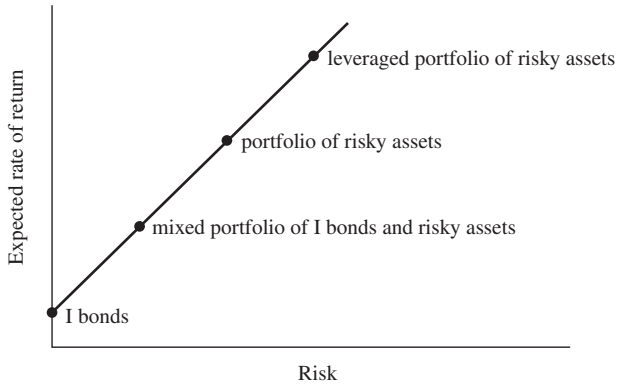 Expected rate of return
leveraged portfolio of risky assets
portfolio of risky assets
mixed portfolio of I bonds and risky assets
I bonds
Risk